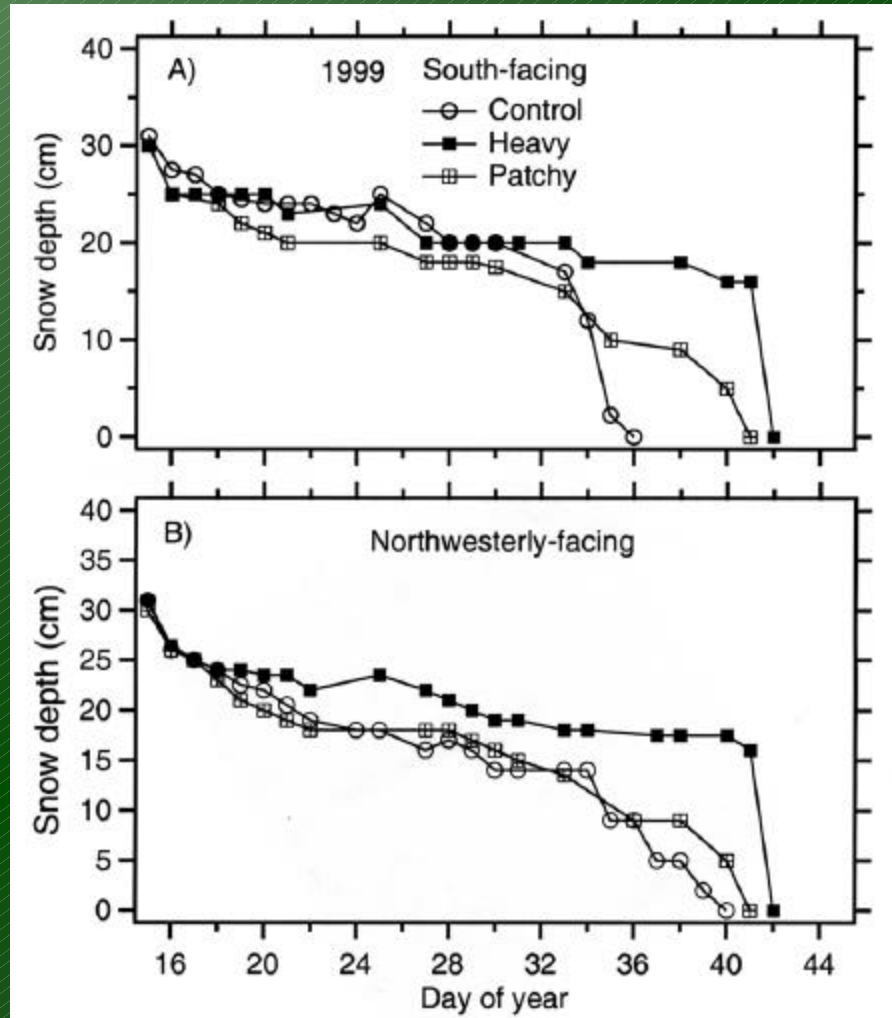 A) 1999 South-facing
Control
Heavy
Patchy
Snow depth (cm)
40
30
20
10
0
B) Northwesterly-facing
Snow depth (cm)
40
35
30
25
20
15
10
5
0
16 20 24 28 32 36 40 44
Day of year